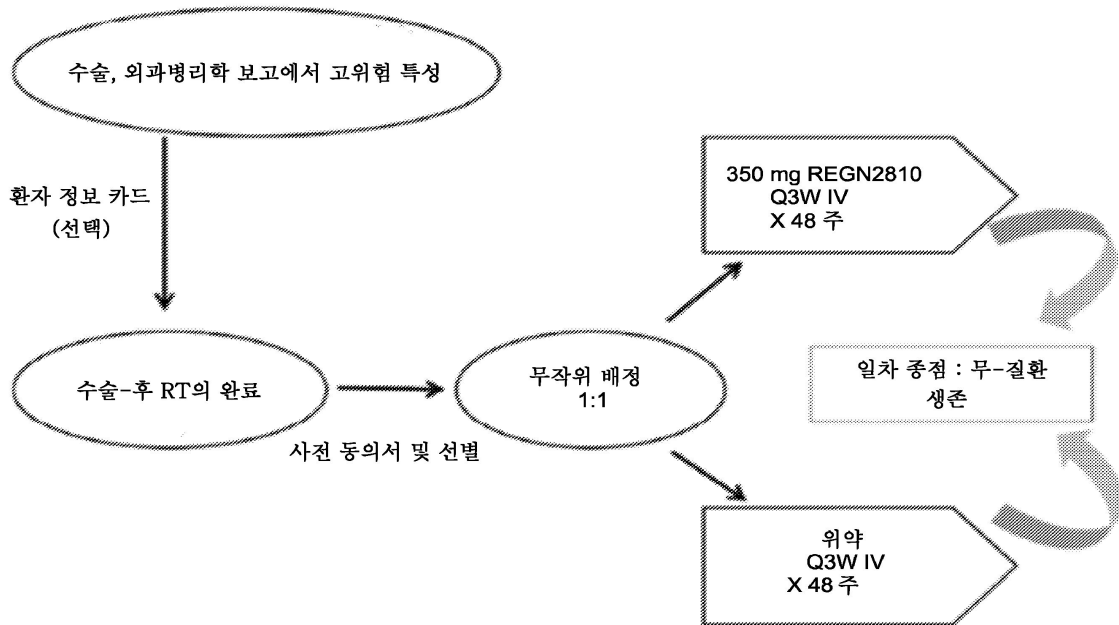 수술, 외과병리학 보고에서 고위험 특성
환자 정보 카드
(선택)
수술-후 RT의 완료
사전 동의서 및 선별
무작위 배정
1:1
350 mg REGN2810
Q3W IV
X 48 주
일차 종점 : 무-질환
생존
위약
Q3W IV
X 48 주